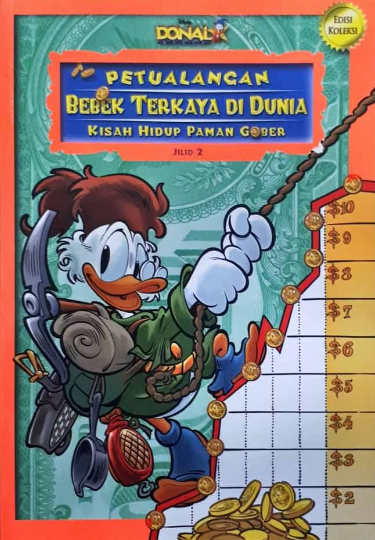 Disney
DONALD
EDISI
KOLEKSI
PETUALANGAN
BEBEK TERKAYA DI DUNIA
KISAH HIDUP PAMAN GOBER
JILID 2
$10
$9
$8
$7
$6
$5
$4
$3
$2